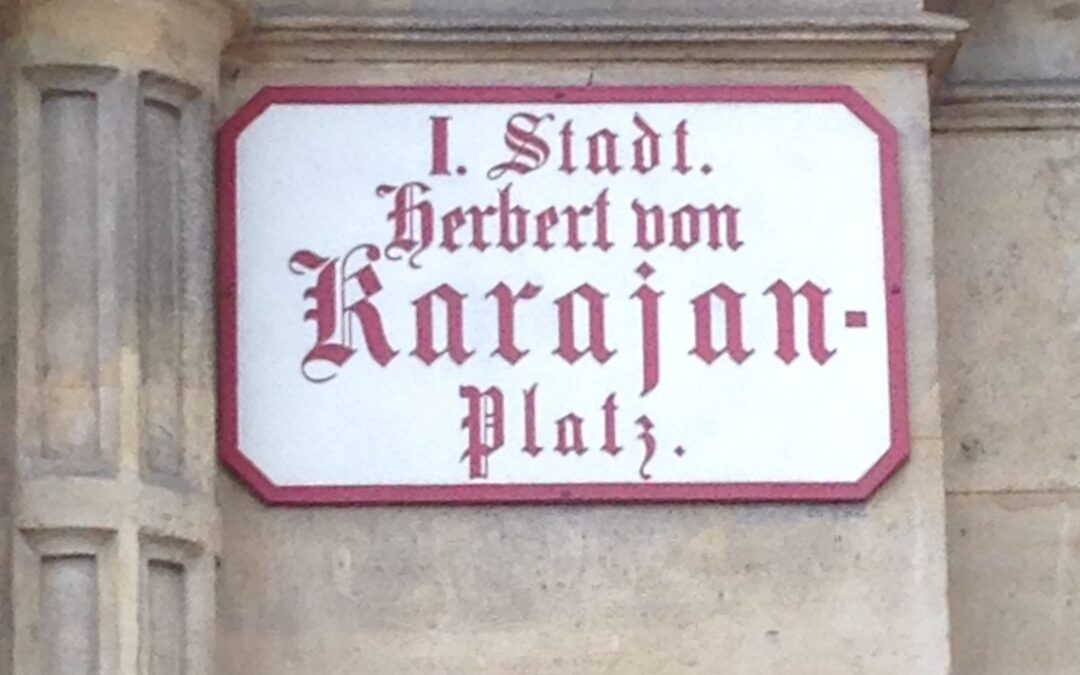 I. Stadt.
Herbert von
Karajan-
Platz.